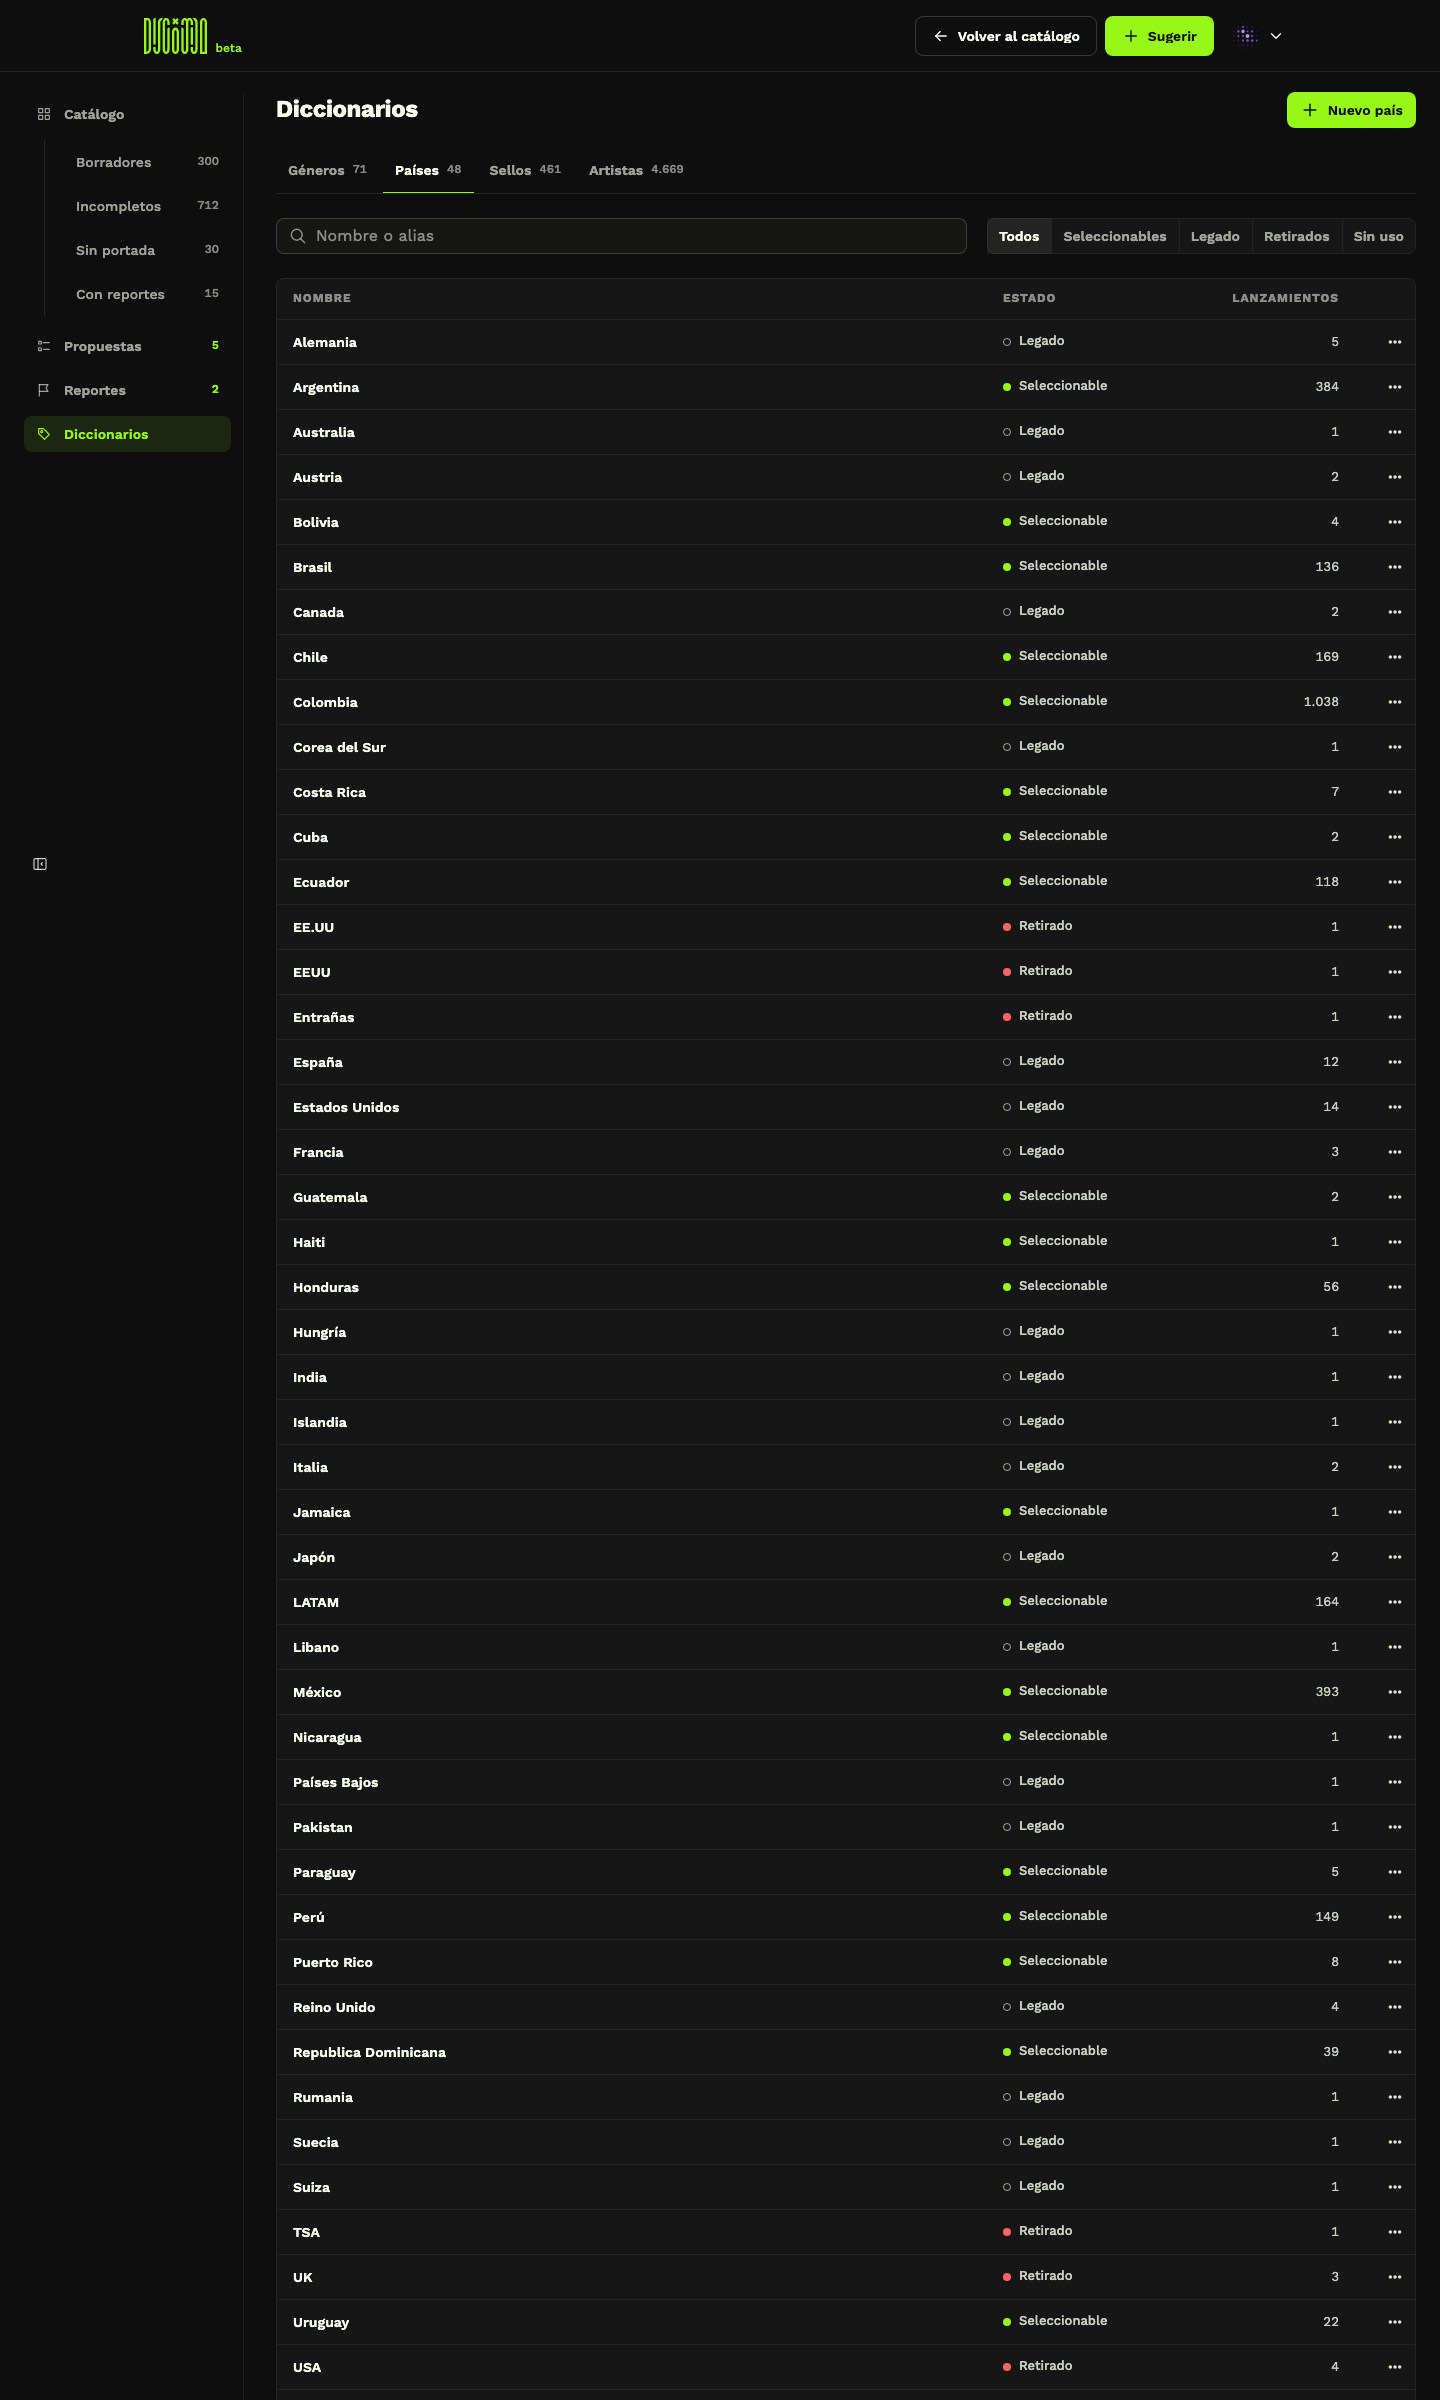 beta
Volver al catálogo
Sugerir
Catálogo
Borradores 300
Incompletos 712
Sin portada 30
Con reportes 15
Propuestas 5
Reportes 2
Diccionarios
Diccionarios
Nuevo país
Géneros 71 Países 48 Sellos 461 Artistas 4.669
Nombre o alias
Todos Seleccionables Legado Retirados Sin uso
NOMBRE ESTADO LANZAMIENTOS
Alemania Legado 5
Argentina Seleccionable 384
Australia Legado 1
Austria Legado 2
Bolivia Seleccionable 4
Brasil Seleccionable 136
Canada Legado 2
Chile Seleccionable 169
Colombia Seleccionable 1.038
Corea del Sur Legado 1
Costa Rica Seleccionable 7
Cuba Seleccionable 2
Ecuador Seleccionable 118
EE.UU Retirado 1
EEUU Retirado 1
Entrañas Retirado 1
España Legado 12
Estados Unidos Legado 14
Francia Legado 3
Guatemala Seleccionable 2
Haiti Seleccionable 1
Honduras Seleccionable 56
Hungría Legado 1
India Legado 1
Islandia Legado 1
Italia Legado 2
Jamaica Seleccionable 1
Japón Legado 2
LATAM Seleccionable 164
Libano Legado 1
México Seleccionable 393
Nicaragua Seleccionable 1
Países Bajos Legado 1
Pakistan Legado 1
Paraguay Seleccionable 5
Perú Seleccionable 149
Puerto Rico Seleccionable 8
Reino Unido Legado 4
Republica Dominicana Seleccionable 39
Rumania Legado 1
Suecia Legado 1
Suiza Legado 1
TSA Retirado 1
UK Retirado 3
Uruguay Seleccionable 22
USA Retirado 4